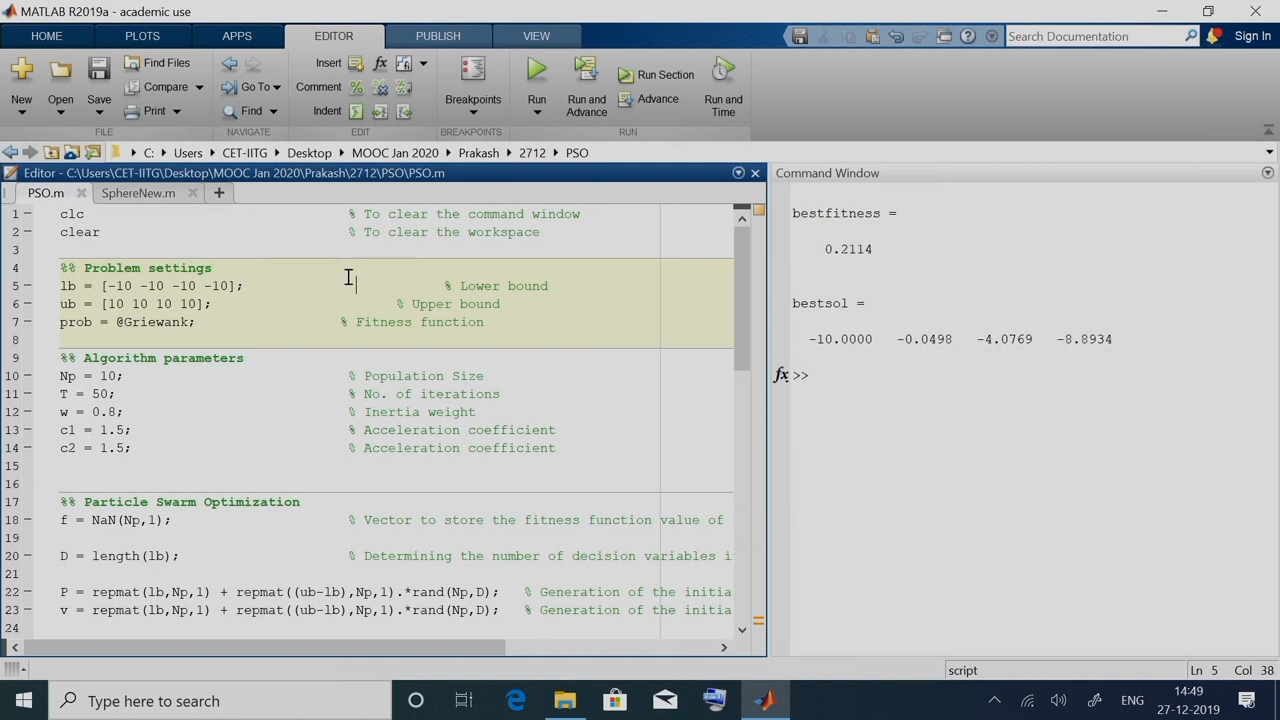 MATLAB R2019a - academic use
HOME PLOTS APPS EDITOR PUBLISH VIEW Search Documentation Sign In
New Open Save Find Files Compare Print Go To Find Insert Comment Indent fx Breakpoints Run Run and Advance Run Section Advance Run and Time
FILE NAVIGATE EDIT BREAKPOINTS RUN
C: Users CET-IITG Desktop MOOC Jan 2020 Prakash 2712 PSO
Editor - C:\Users\CET-IITG\Desktop\MOOC Jan 2020\Prakash\2712\PSO\PSO.m
PSO.m SphereNew.m +
1 clc % To clear the command window
2 clear % To clear the workspace
3
4 %% Problem settings
5 lb = [-10 -10 -10 -10]; % Lower bound
6 ub = [10 10 10 10]; % Upper bound
7 prob = @Griewank; % Fitness function
8
9 %% Algorithm parameters
10 Np = 10; % Population Size
11 T = 50; % No. of iterations
12 w = 0.8; % Inertia weight
13 c1 = 1.5; % Acceleration coefficient
14 c2 = 1.5; % Acceleration coefficient
15
16
17 %% Particle Swarm Optimization
18 f = NaN(Np,1); % Vector to store the fitness function value of
19
20 D = length(lb); % Determining the number of decision variables i
21
22 P = repmat(lb,Np,1) + repmat((ub-lb),Np,1).*rand(Np,D); % Generation of the initia
23 v = repmat(lb,Np,1) + repmat((ub-lb),Np,1).*rand(Np,D); % Generation of the initia
24
Command Window
bestfitness =
0.2114
bestsol =
-10.0000 -0.0498 -4.0769 -8.8934
fx >>
script Ln 5 Col 38
Type here to search
ENG
14:49
27-12-2019